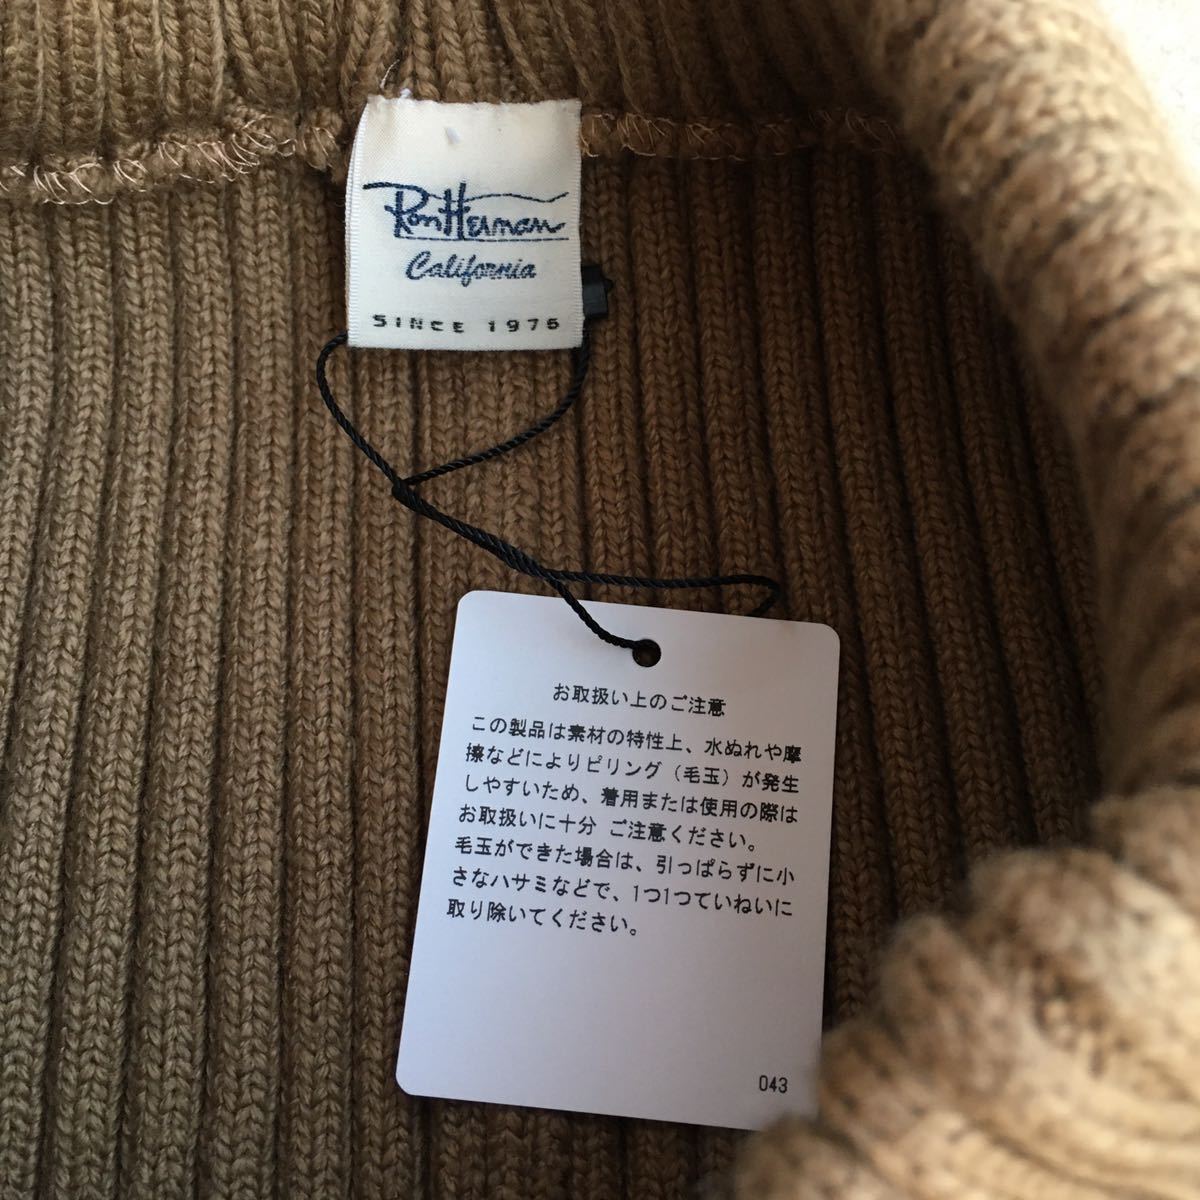 Ron Herman
California
SINCE 1976
お取扱い上のご注意
この製品は素材の特性上、水ぬれや摩
擦などによりピリング（毛玉）が発生
しやすいため、着用または使用の際は
お取扱いに十分 ご注意ください。
毛玉ができた場合は、引っぱらずに小
さなハサミなどで、1つ1つていねいに
取り除いてください。
043